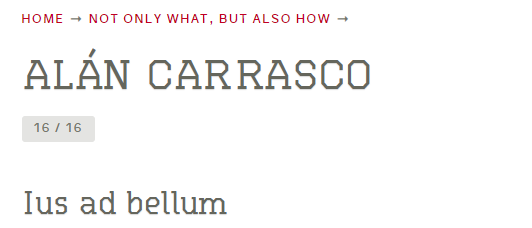 HOME → NOT ONLY WHAT, BUT ALSO HOW →
ALÁN CARRASCO
16 / 16
Ius ad bellum